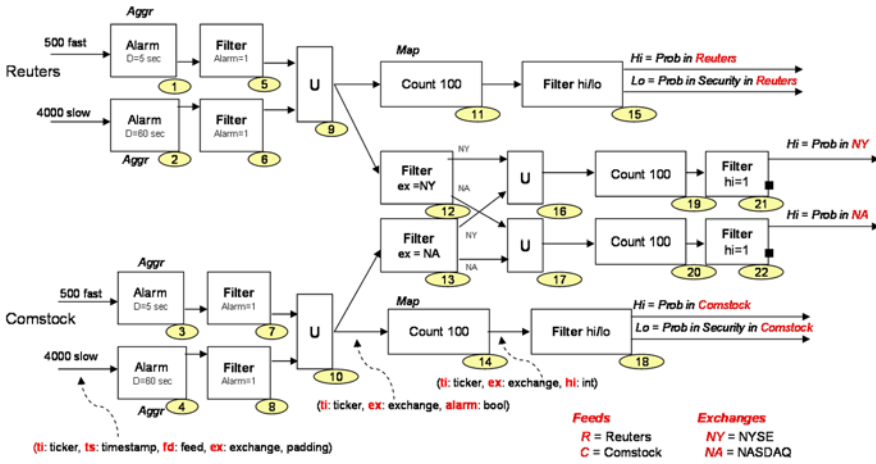 Aggr
500 fast
Reuters
Alarm
D=5 sec
1
Filter
Alarm=1
5
4000 slow
Alarm
D=60 sec
2
Aggr
Filter
Alarm=1
6
U
9
Map
Count 100
11
Filter hi/lo
15
Hi = Prob in Reuters
Lo = Prob in Security in Reuters
Filter
ex =NY
12
NY
NA
Filter
ex = NA
13
NY
NA
U
16
U
17
Count 100
19
Filter
hi=1
21
Hi = Prob in NY
Count 100
20
Filter
hi=1
22
Hi = Prob in NA
Aggr
500 fast
Comstock
Alarm
D=5 sec
3
Filter
Alarm=1
7
4000 slow
Alarm
D=60 sec
4
Aggr
Filter
Alarm=1
8
U
10
Map
Count 100
14
Filter hi/lo
18
Hi = Prob in Comstock
Lo = Prob in Security in Comstock
(ti: ticker, ex: exchange, hi: int)
(ti: ticker, ex: exchange, alarm: bool)
(ti: ticker, ts: timestamp, fd: feed, ex: exchange, padding)
Feeds
R = Reuters
C = Comstock
Exchanges
NY = NYSE
NA = NASDAQ